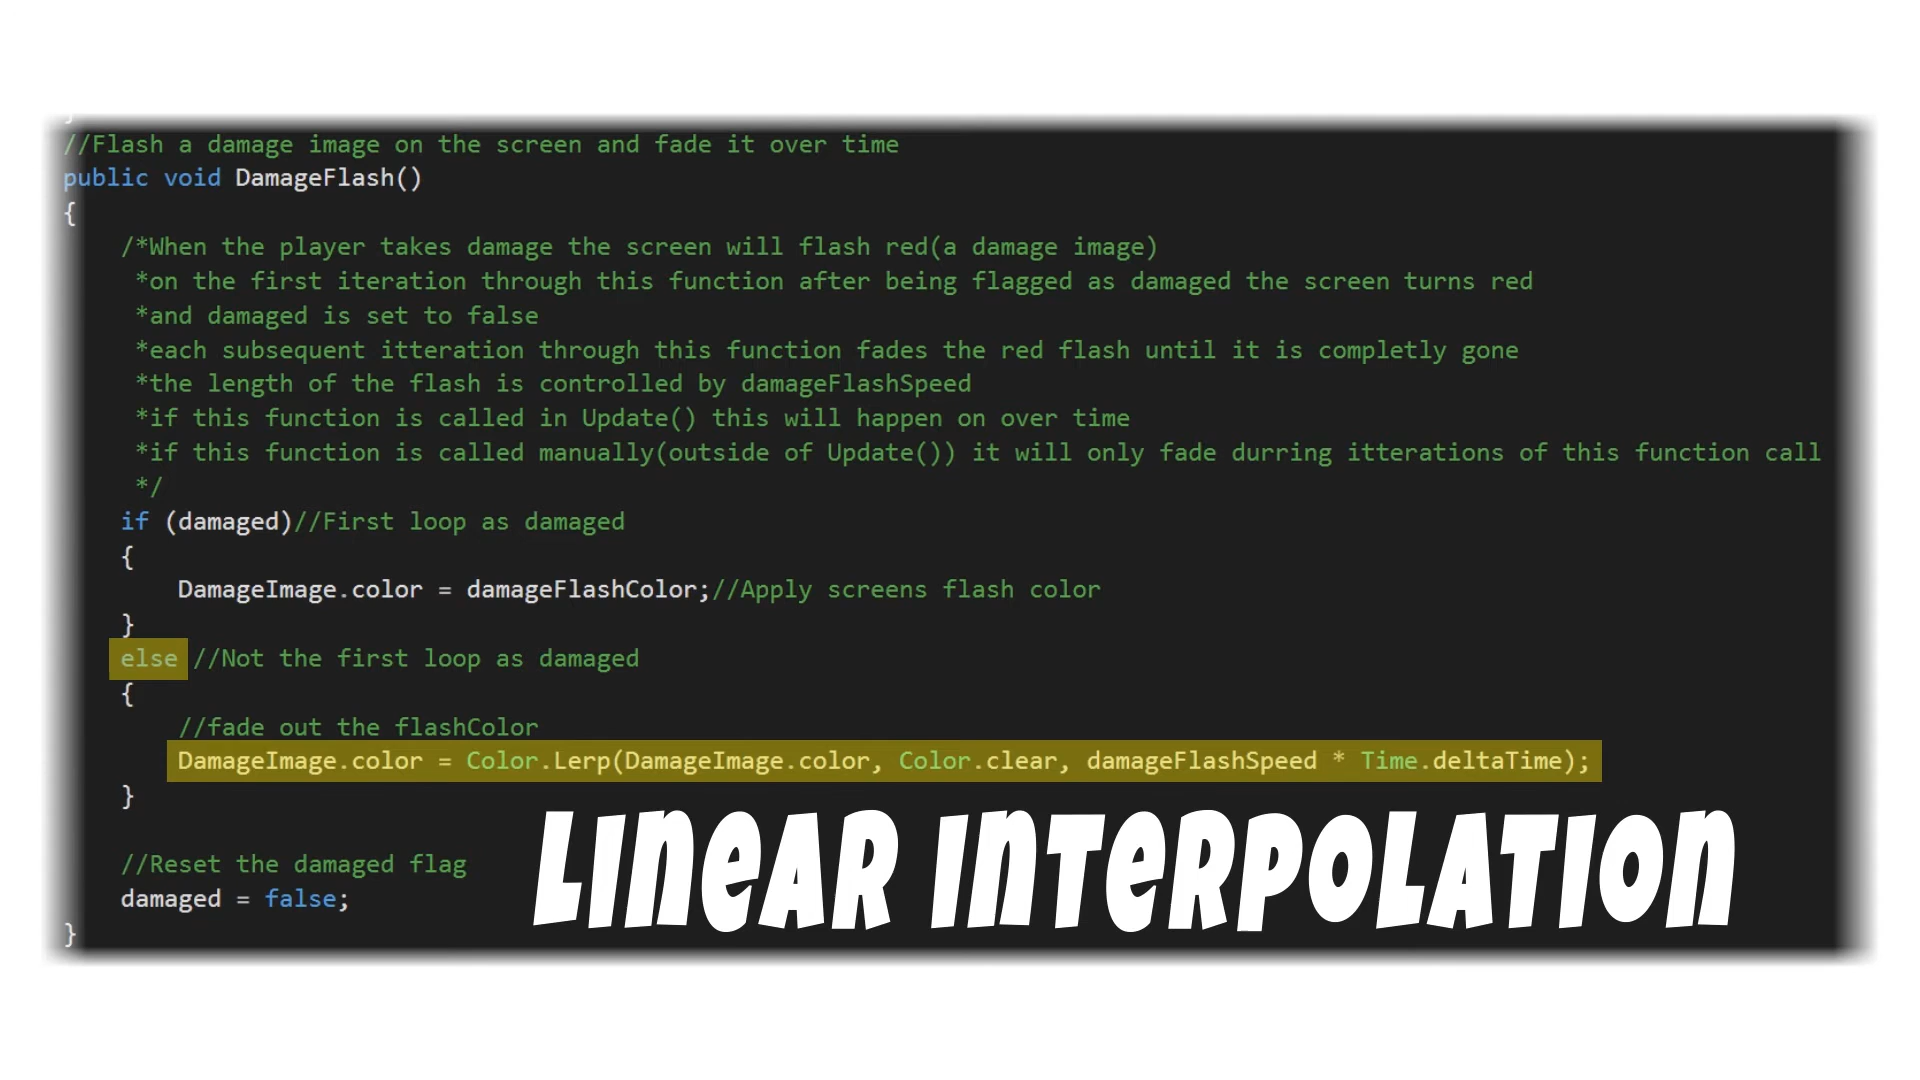 }
//Flash a damage image on the screen and fade it over time
public void DamageFlash()
{
/*When the player takes damage the screen will flash red(a damage image)
*on the first iteration through this function after being flagged as damaged the screen turns red
*and damaged is set to false
*each subsequent itteration through this function fades the red flash until it is completly gone
*the length of the flash is controlled by damageFlashSpeed
*if this function is called in Update() this will happen on over time
*if this function is called manually(outside of Update()) it will only fade durring itterations of this function call
*/
if (damaged)//First loop as damaged
{
DamageImage.color = damageFlashColor;//Apply screens flash color
}
else //Not the first loop as damaged
{
//fade out the flashColor
DamageImage.color = Color.Lerp(DamageImage.color, Color.clear, damageFlashSpeed * Time.deltaTime);
}
//Reset the damaged flag
damaged = false;
}
Linear Interpolation